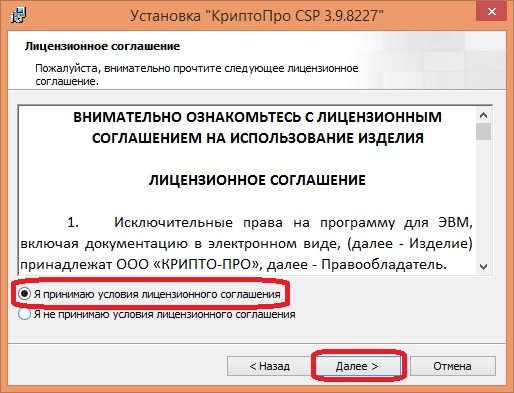 Установка "КриптоПро CSP 3.9.8227"
Лицензионное соглашение
Пожалуйста, внимательно прочтите следующее лицензионное
соглашение.
ВНИМАТЕЛЬНО ОЗНАКОМЬТЕСЬ С ЛИЦЕНЗИОННЫМ
СОГЛАШЕНИЕМ НА ИСПОЛЬЗОВАНИЕ ИЗДЕЛИЯ
ЛИЦЕНЗИОННОЕ СОГЛАШЕНИЕ
1. Исключительные права на программу для ЭВМ,
включая документацию в электронном виде, (далее - Изделие)
принадлежат ООО «КРИПТО-ПРО», далее - Правообладатель.
Я принимаю условия лицензионного соглашения
Я не принимаю условия лицензионного соглашения
< Назад
Далее >
Отмена